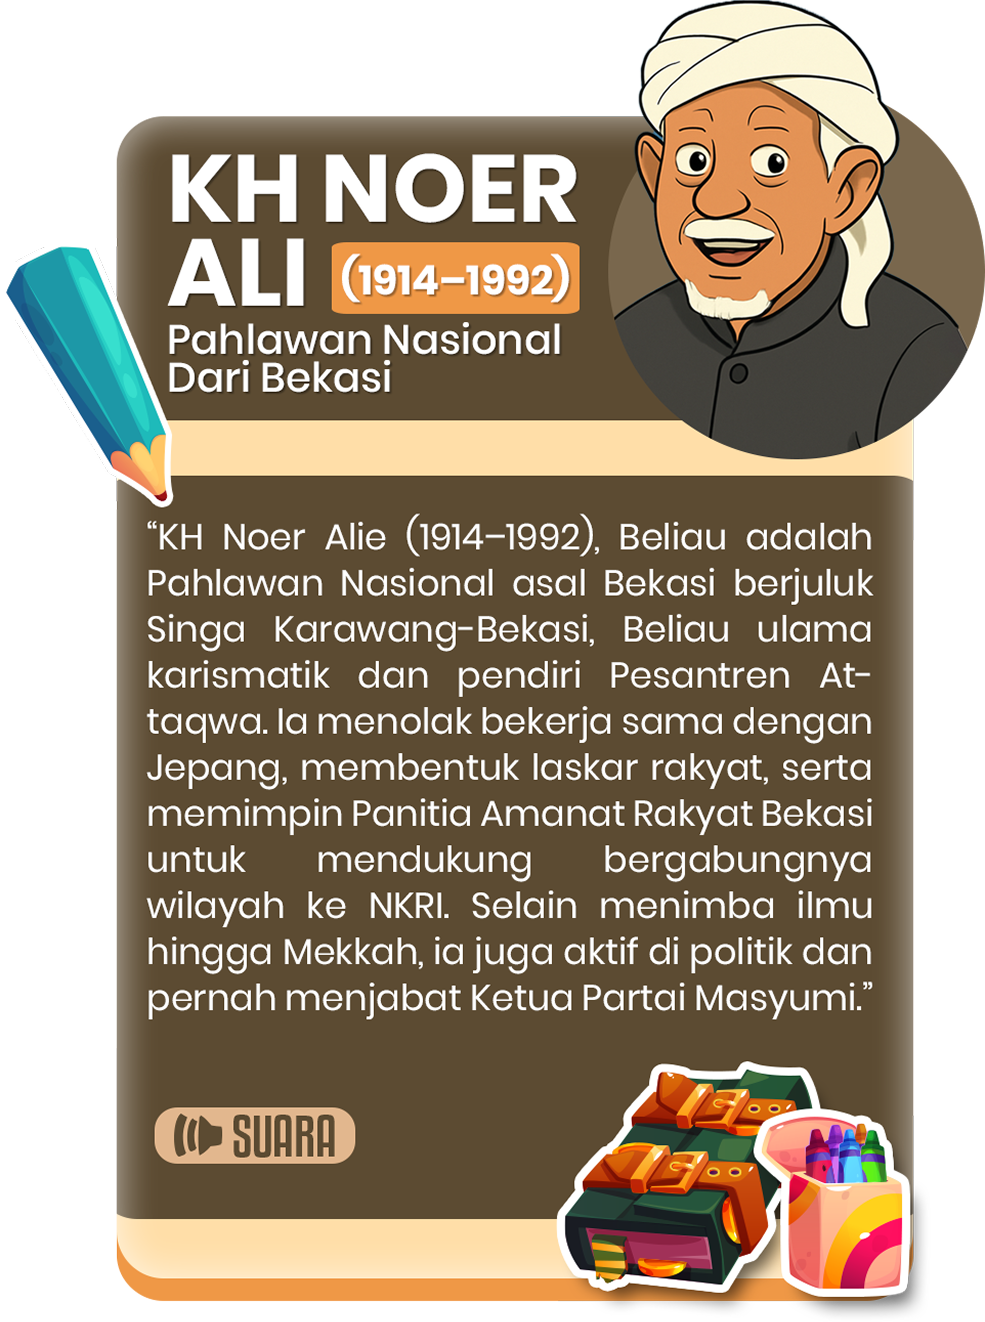 KH NOER
ALI (1914–1992)
Pahlawan Nasional
Dari Bekasi
“KH Noer Alie (1914–1992), Beliau adalah
Pahlawan Nasional asal Bekasi berjuluk
Singa Karawang-Bekasi, Beliau ulama
karismatik dan pendiri Pesantren At-
taqwa. Ia menolak bekerja sama dengan
Jepang, membentuk laskar rakyat, serta
memimpin Panitia Amanat Rakyat Bekasi
untuk mendukung bergabungnya
wilayah ke NKRI. Selain menimba ilmu
hingga Mekkah, ia juga aktif di politik dan
pernah menjabat Ketua Partai Masyumi.”
SUARA